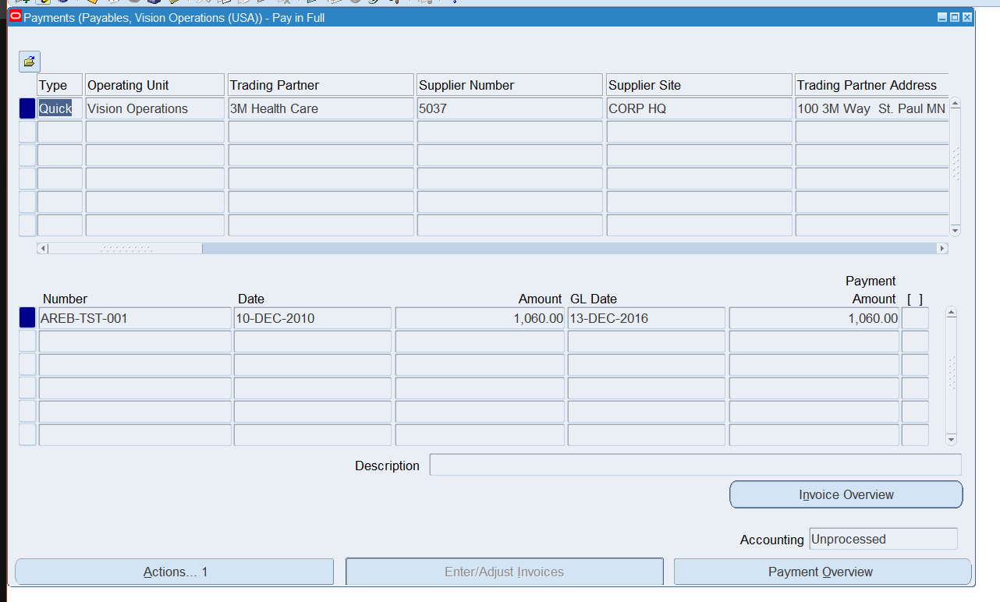 Payments (Payables, Vision Operations (USA)) - Pay in Full
Type Operating Unit Trading Partner Supplier Number Supplier Site Trading Partner Address
Quick Vision Operations 3M Health Care 5037 CORP HQ 100 3M Way  St. Paul MN
Payment
Number Date Amount GL Date Amount [ ]
AREB-TST-001 10-DEC-2010 1,060.00 13-DEC-2016 1,060.00
Description
Invoice Overview
Accounting Unprocessed
Actions... 1 Enter/Adjust Invoices Payment Overview